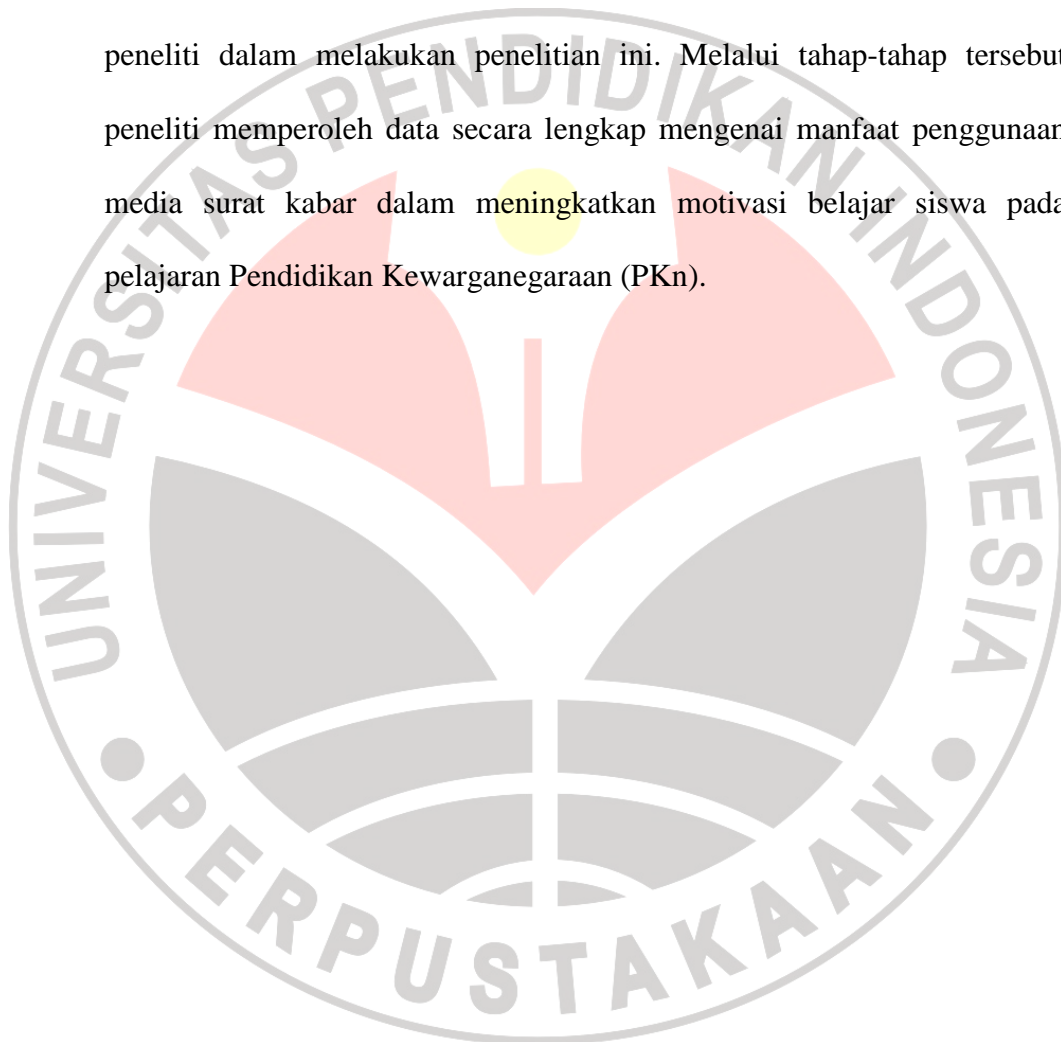 peneliti dalam melakukan penelitian ini. Melalui tahap-tahap tersebut
peneliti memperoleh data secara lengkap mengenai manfaat penggunaan
media surat kabar dalam meningkatkan motivasi belajar siswa pada
pelajaran Pendidikan Kewarganegaraan (PKn).
UNIVERSITAS PENDIDIKAN INDONESIA
PERPUSTAKAAN